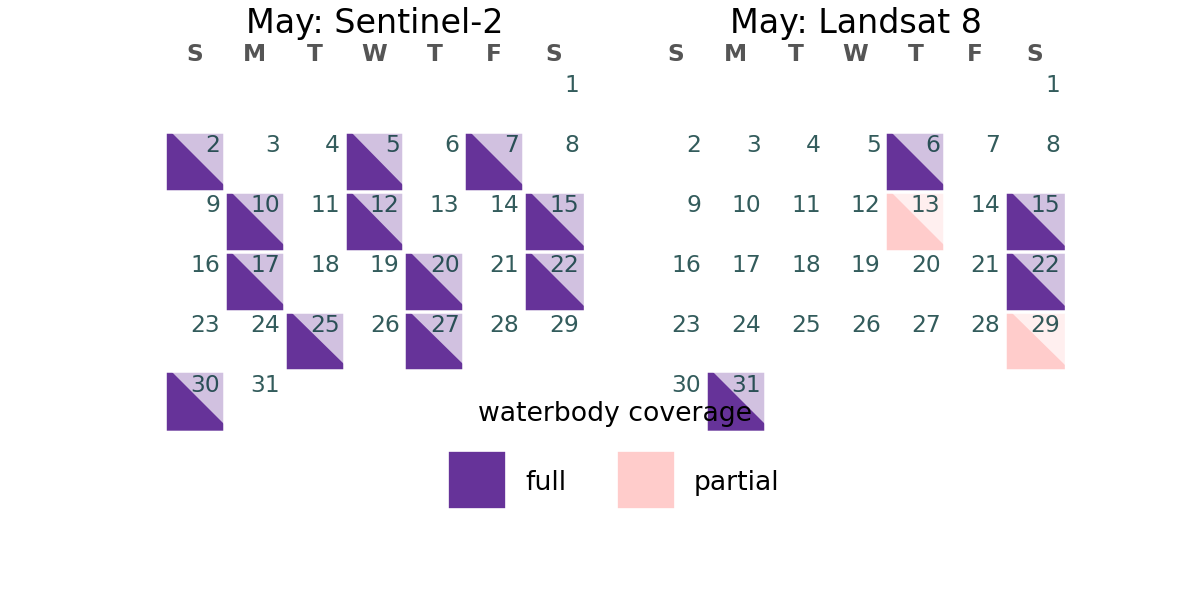 May: Sentinel-2
S M T W T F S
1
2 3 4 5 6 7 8
9 10 11 12 13 14 15
16 17 18 19 20 21 22
23 24 25 26 27 28 29
30 31
May: Landsat 8
S M T W T F S
1
2 3 4 5 6 7 8
9 10 11 12 13 14 15
16 17 18 19 20 21 22
23 24 25 26 27 28 29
30 31
waterbody coverage
full partial